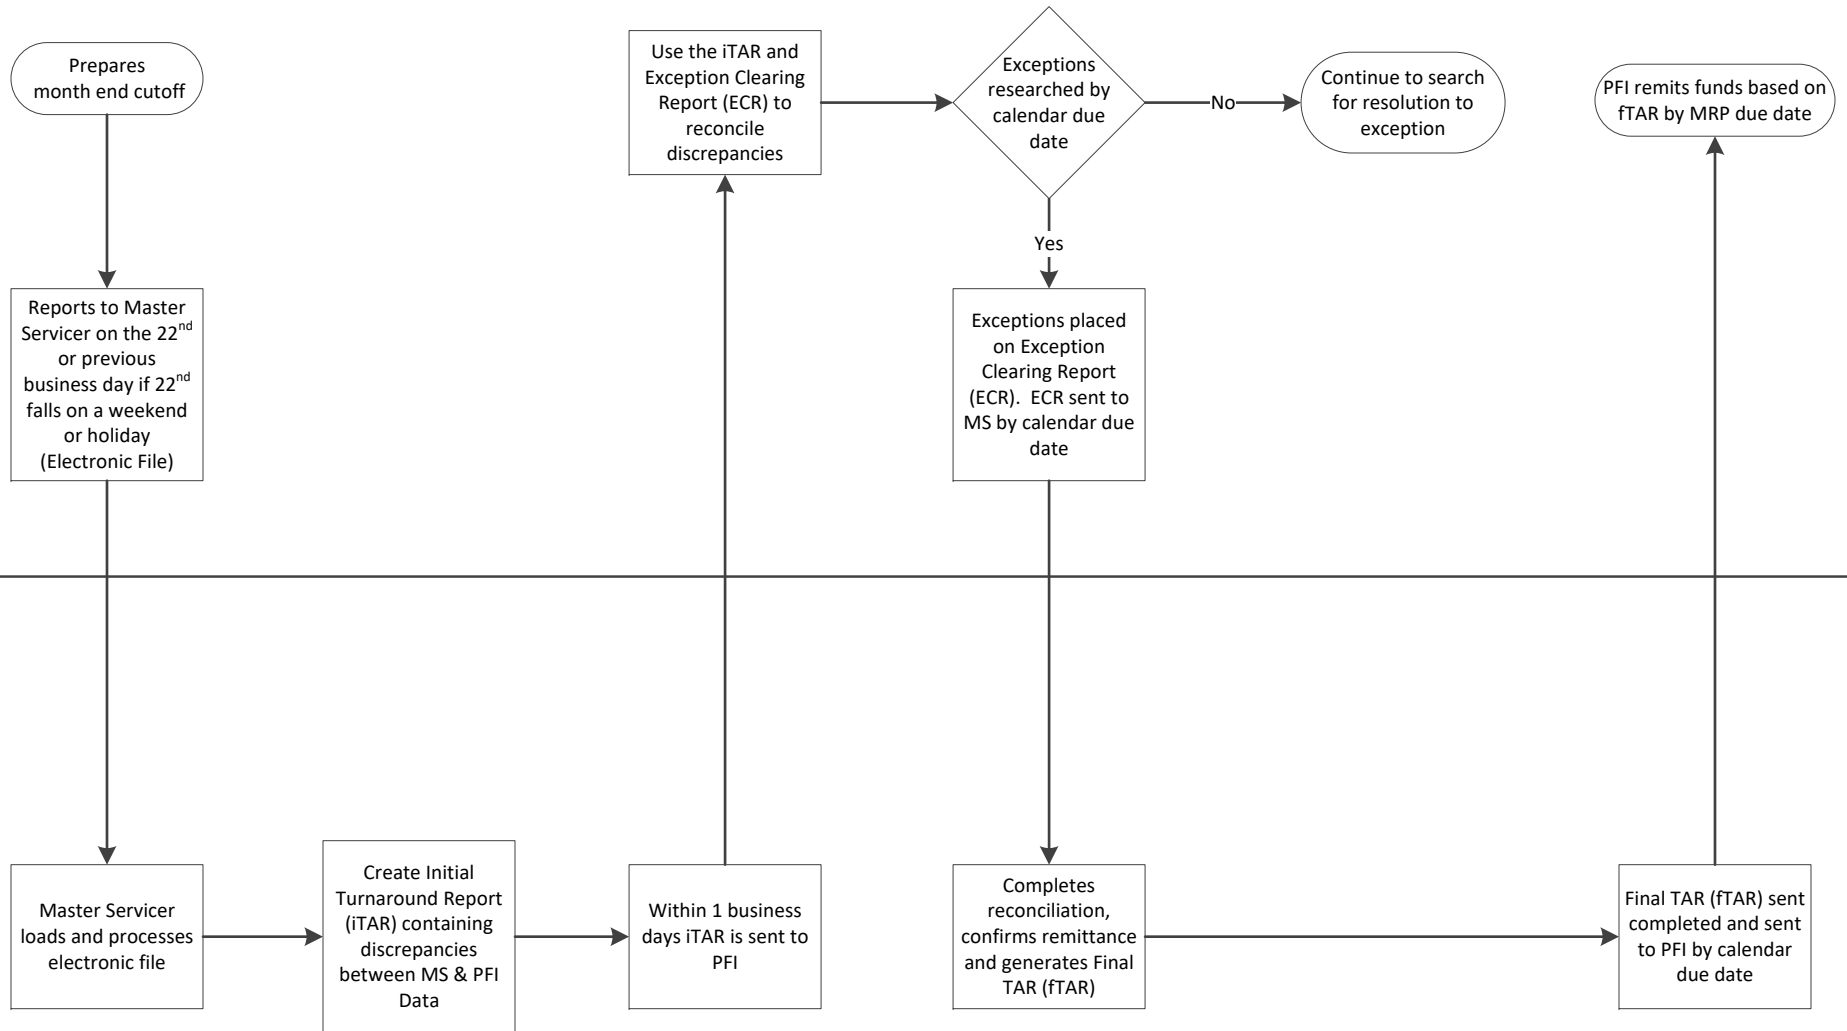 Prepares
month end cutoff
Reports to Master
Servicer on the 22nd
or previous
business day if 22nd
falls on a weekend
or holiday
(Electronic File)
Master Servicer
loads and processes
electronic file
Create Initial
Turnaround Report
(iTAR) containing
discrepancies
between MS & PFI
Data
Within 1 business
days iTAR is sent to
PFI
Use the iTAR and
Exception Clearing
Report (ECR) to
reconcile
discrepancies
Exceptions
researched by
calendar due
date
No
Continue to search
for resolution to
exception
Yes
Exceptions placed
on Exception
Clearing Report
(ECR).  ECR sent to
MS by calendar due
date
Completes
reconciliation,
confirms remittance
and generates Final
TAR (fTAR)
Final TAR (fTAR) sent
completed and sent
to PFI by calendar
due date
PFI remits funds based on
fTAR by MRP due date